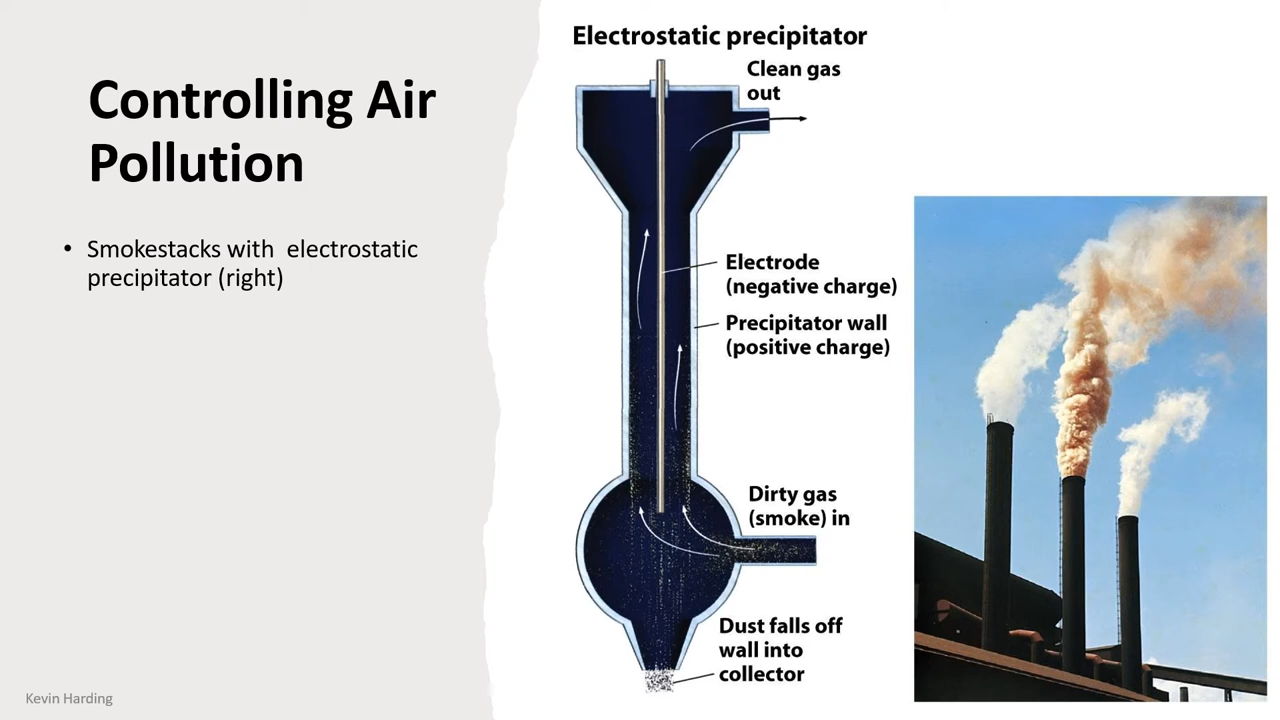 Controlling Air
Pollution
• Smokestacks with  electrostatic
precipitator (right)
Electrostatic precipitator
Clean gas
out
Electrode
(negative charge)
Precipitator wall
(positive charge)
Dirty gas
(smoke) in
Dust falls off
wall into
collector
Kevin Harding